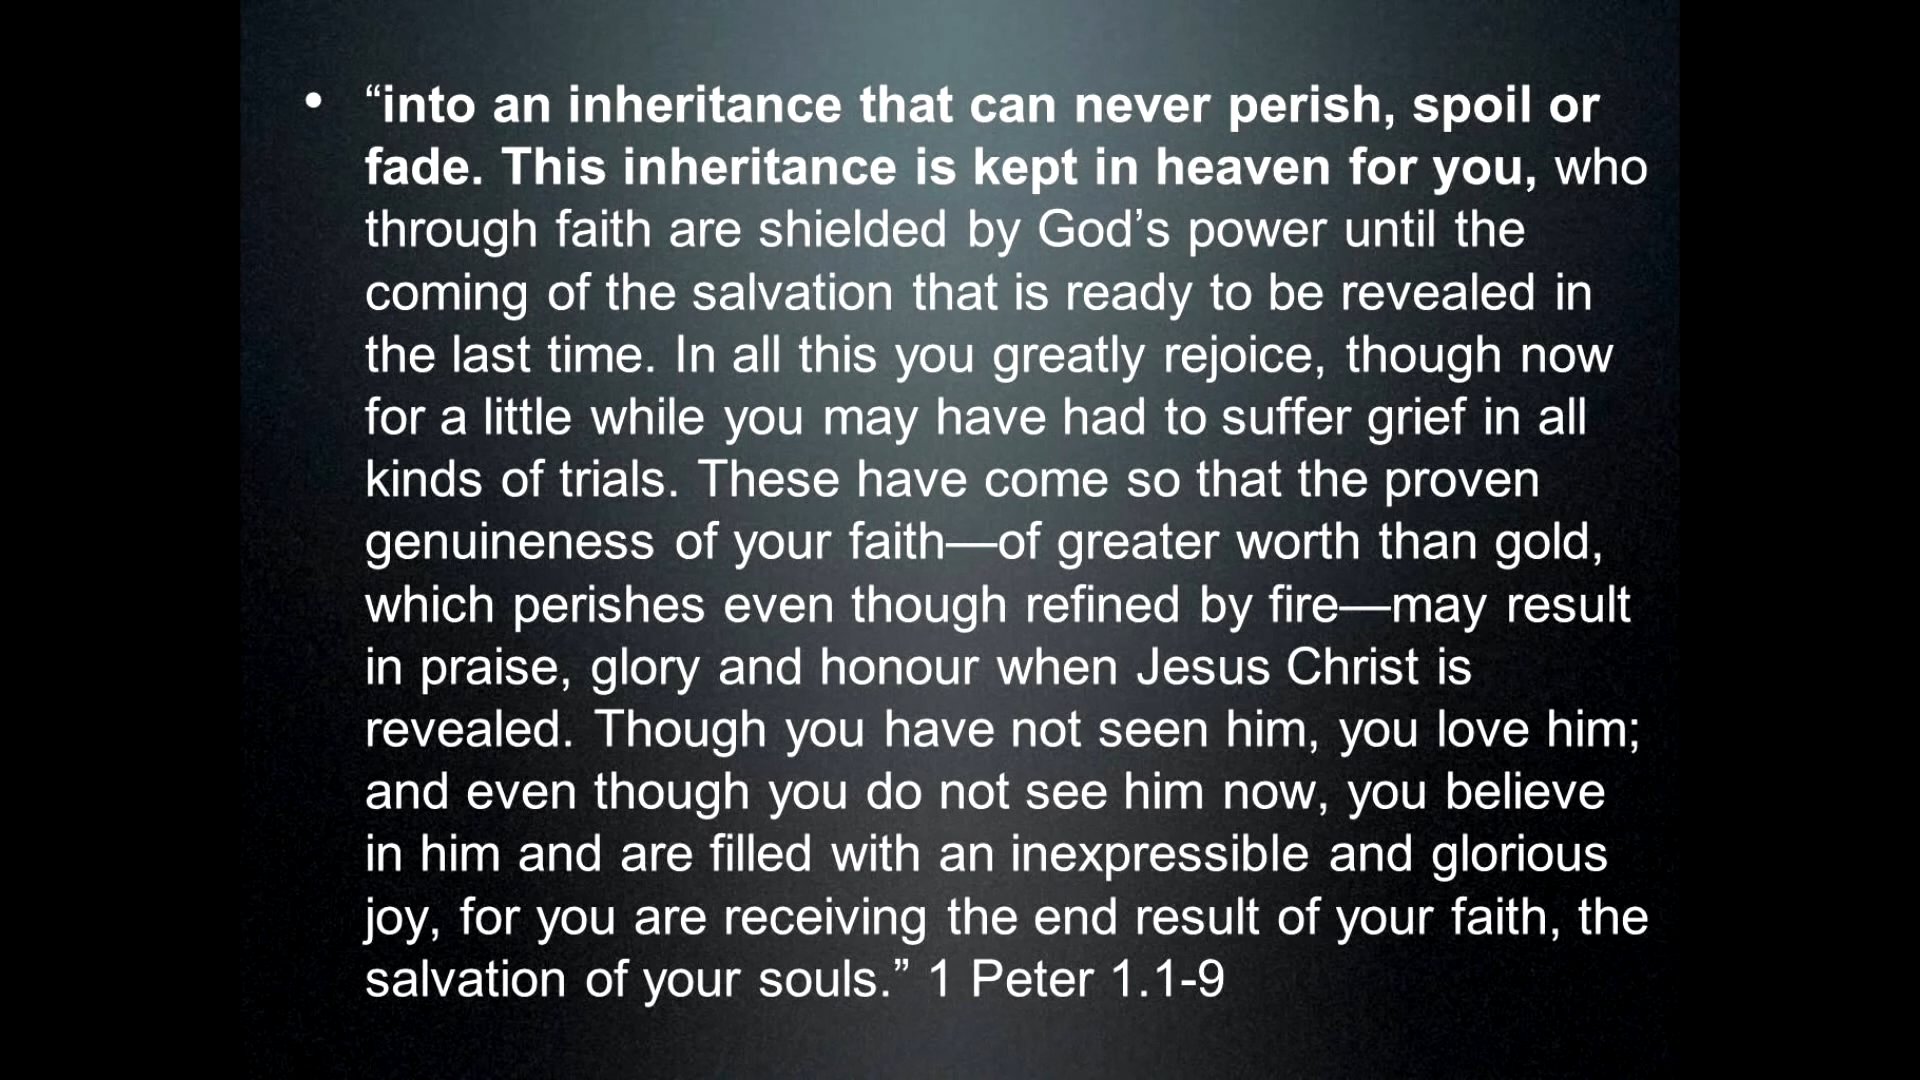 • “into an inheritance that can never perish, spoil or
fade. This inheritance is kept in heaven for you, who
through faith are shielded by God’s power until the
coming of the salvation that is ready to be revealed in
the last time. In all this you greatly rejoice, though now
for a little while you may have had to suffer grief in all
kinds of trials. These have come so that the proven
genuineness of your faith—of greater worth than gold,
which perishes even though refined by fire—may result
in praise, glory and honour when Jesus Christ is
revealed. Though you have not seen him, you love him;
and even though you do not see him now, you believe
in him and are filled with an inexpressible and glorious
joy, for you are receiving the end result of your faith, the
salvation of your souls.” 1 Peter 1.1-9